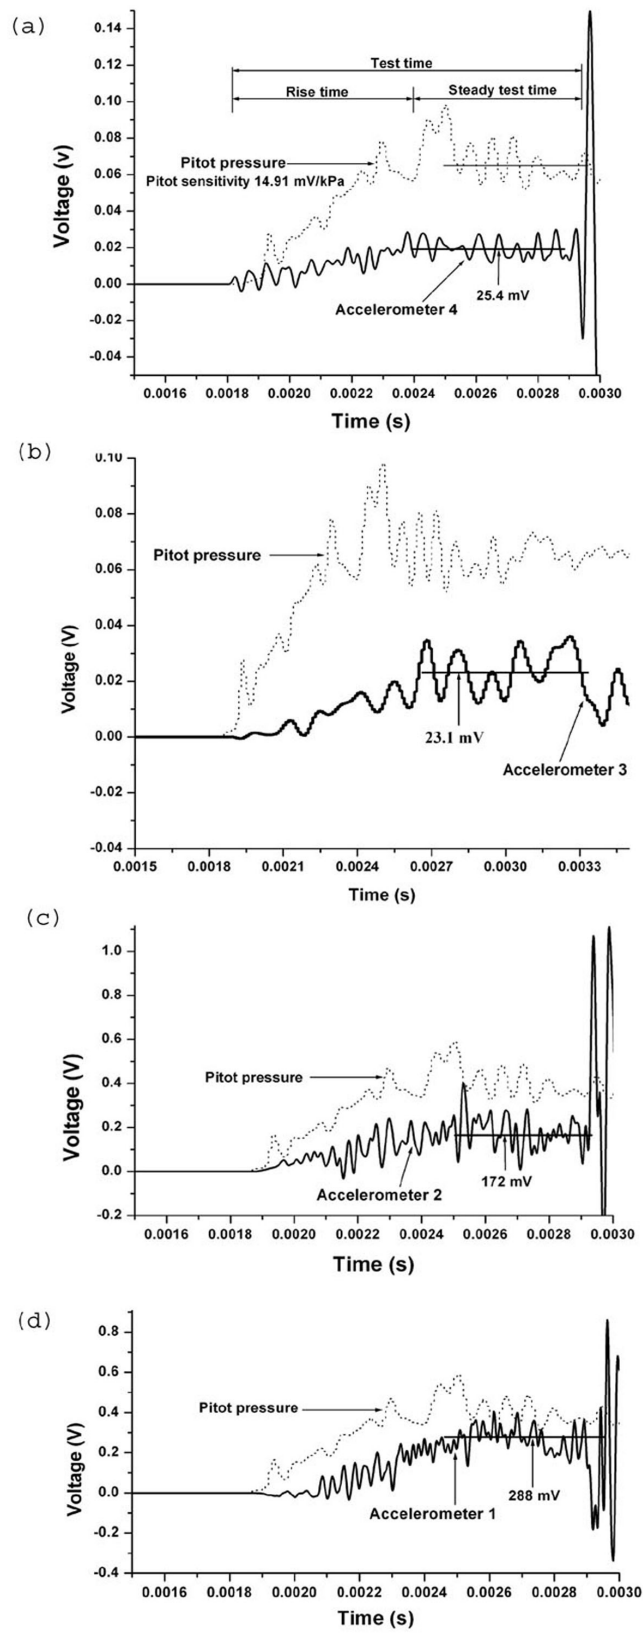 (a)
0.14
0.12
0.10
0.08
0.06
0.04
0.02
0.00
-0.02
-0.04
Voltage (v)
Test time
Rise time
Steady test time
Pitot pressure
Pitot sensitivity 14.91 mV/kPa
Accelerometer 4
25.4 mV
0.0016 0.0018 0.0020 0.0022 0.0024 0.0026 0.0028 0.0030
Time (s)
(b)
0.10
0.08
0.06
0.04
0.02
0.00
-0.02
-0.04
Voltage (V)
Pitot pressure
23.1 mV
Accelerometer 3
0.0015 0.0018 0.0021 0.0024 0.0027 0.0030 0.0033
Time (s)
(c)
1.0
0.8
0.6
0.4
0.2
0.0
-0.2
Voltage (V)
Pitot pressure
Accelerometer 2
172 mV
0.0016 0.0018 0.0020 0.0022 0.0024 0.0026 0.0028 0.0030
Time (s)
(d)
0.8
0.6
0.4
0.2
0.0
-0.2
-0.4
Voltage (V)
Pitot pressure
Accelerometer 1
288 mV
0.0016 0.0018 0.0020 0.0022 0.0024 0.0026 0.0028 0.0030
Time (s)